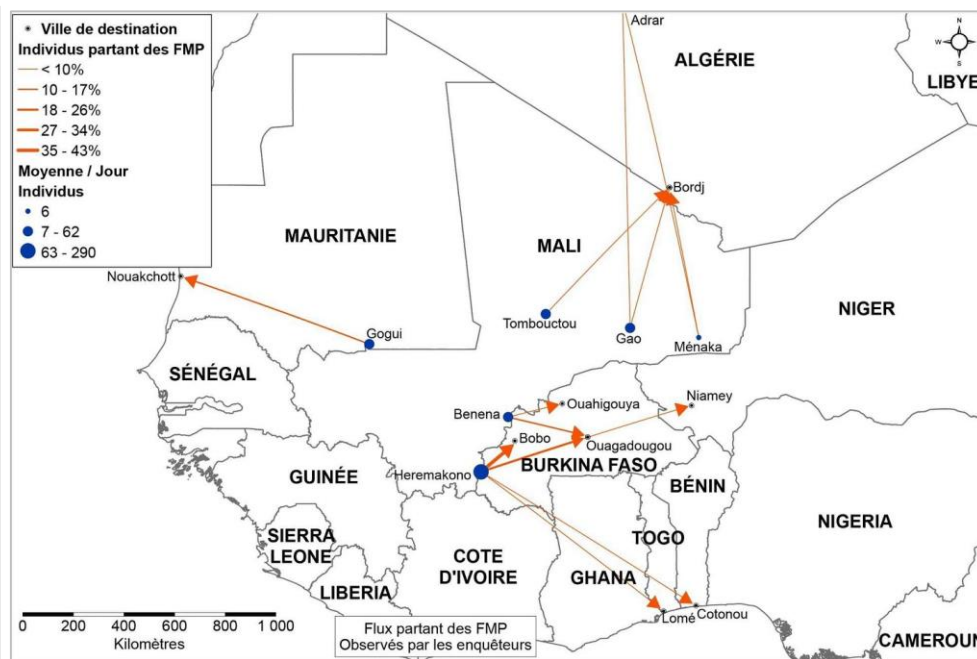 Ville de destination
Individus partant des FMP
< 10%
10 - 17%
18 - 26%
27 - 34%
35 - 43%
Moyenne / Jour
Individus
6
7 - 62
63 - 290
Adrar
ALGÉRIE
N
W E
S
LIBYE
Bordj
MAURITANIE
MALI
NIGER
Nouakchott
Gogui
Tombouctou
Gao
Ménaka
SÉNÉGAL
Benena
Ouahigouya
Niamey
Bobo
Ouagadougou
Heremakono
BURKINA FASO
GUINÉE
BÉNIN
NIGERIA
SIERRA
LEONE
COTE
D'IVOIRE
TOGO
GHANA
LIBERIA
Lomé
Cotonou
0 200 400 600 800 1 000
Kilomètres
Flux partant des FMP
Observés par les enquêteurs
CAMEROUN